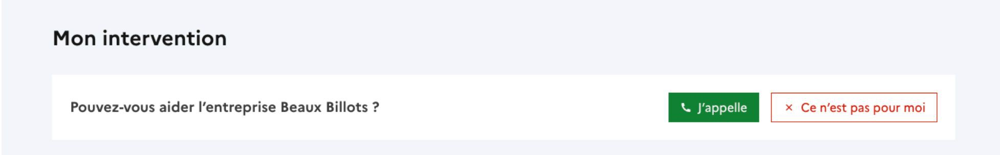 Mon intervention
Pouvez-vous aider l’entreprise Beaux Billots ?
J’appelle
Ce n’est pas pour moi